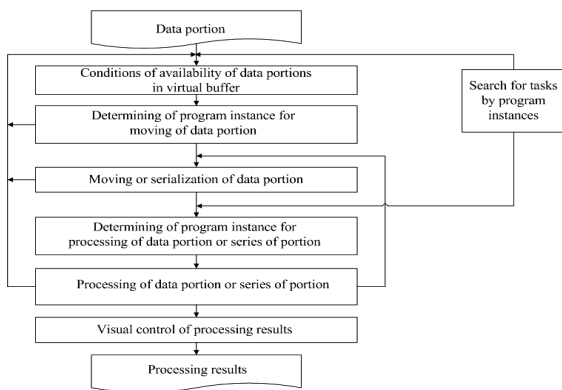 Data portion
Conditions of availability of data portions
in virtual buffer
Search for tasks
by program
instances
Determining of program instance for
moving of data portion
Moving or serialization of data portion
Determining of program instance for
processing of data portion or series of portion
Processing of data portion or series of portion
Visual control of processing results
Processing results